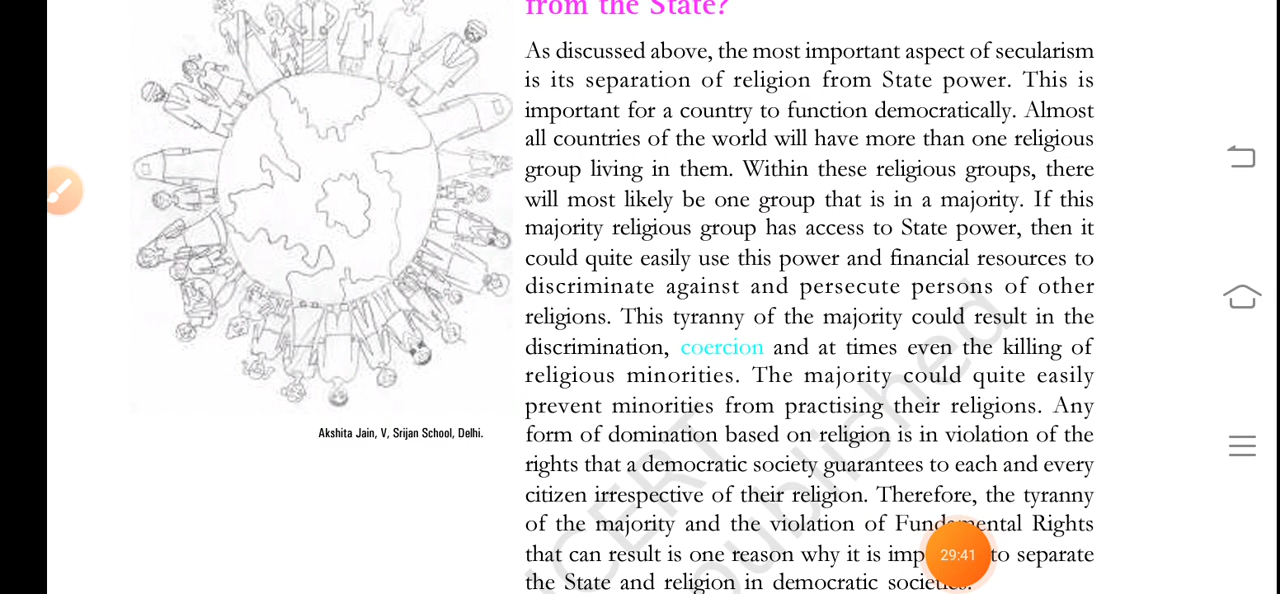 from the State?
As discussed above, the most important aspect of secularism
is its separation of religion from State power. This is
important for a country to function democratically. Almost
all countries of the world will have more than one religious
group living in them. Within these religious groups, there
will most likely be one group that is in a majority. If this
majority religious group has access to State power, then it
could quite easily use this power and financial resources to
discriminate against and persecute persons of other
religions. This tyranny of the majority could result in the
discrimination, coercion and at times even the killing of
religious minorities. The majority could quite easily
prevent minorities from practising their religions. Any
form of domination based on religion is in violation of the
rights that a democratic society guarantees to each and every
citizen irrespective of their religion. Therefore, the tyranny
of the majority and the violation of Fundamental Rights
that can result is one reason why it is imp to separate
the State and religion in democratic societies.
Akshita Jain, V, Srijan School, Delhi.
29:41
NCERT
published